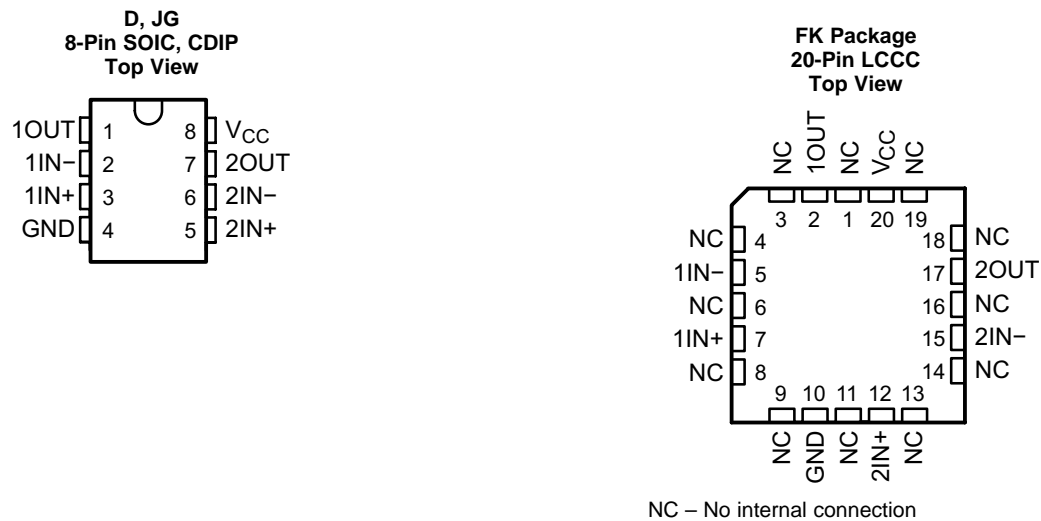 D, JG
8-Pin SOIC, CDIP
Top View
1OUT 1 8 VCC
1IN− 2 7 2OUT
1IN+ 3 6 2IN−
GND 4 5 2IN+
FK Package
20-Pin LCCC
Top View
NC 1OUT NC VCC NC
3 2 1 20 19
NC 4 18 NC
1IN− 5 17 2OUT
NC 6 16 NC
1IN+ 7 15 2IN−
NC 8 14 NC
9 10 11 12 13
NC GND NC 2IN+ NC
NC – No internal connection